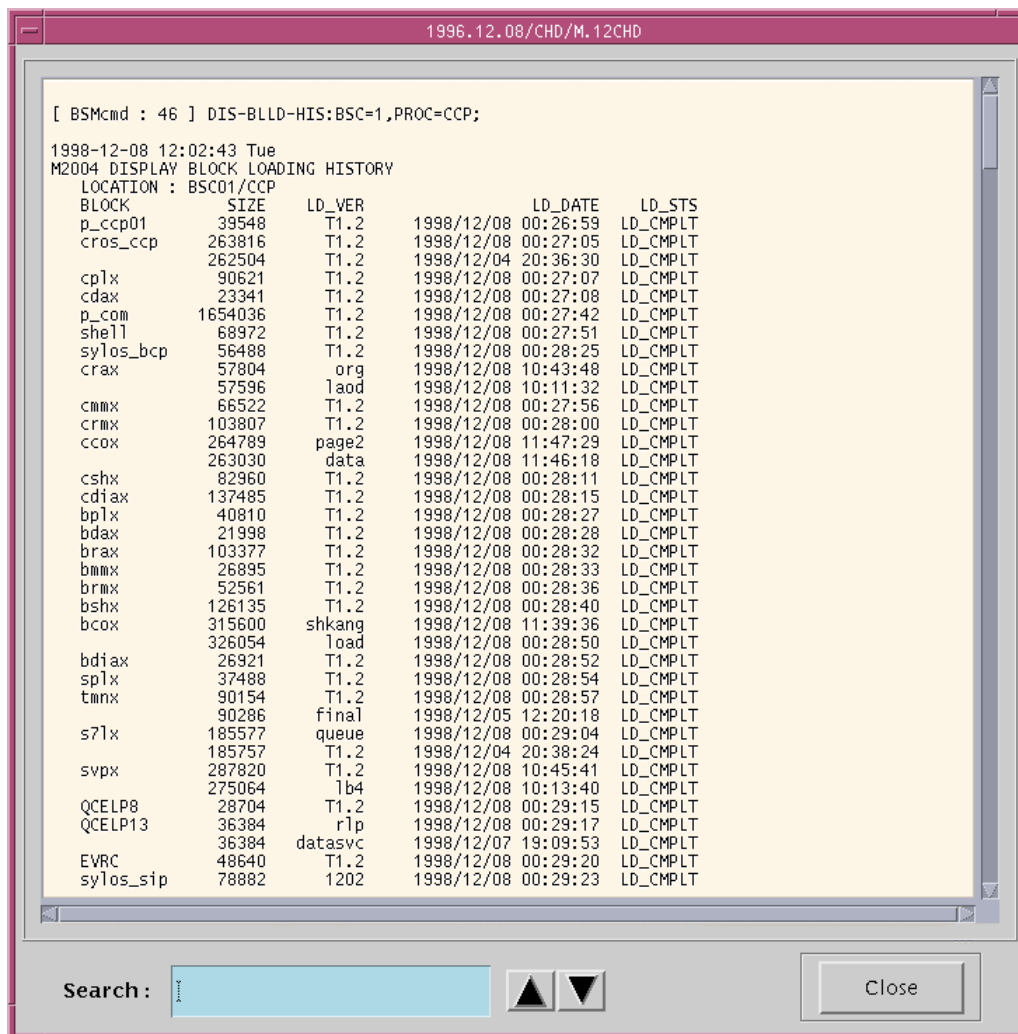 1996.12.08/CHD/M.12CHD
[ BSMcmd : 46 ] DIS-BLLD-HIS:BSC=1,PROC=CCP;
1998-12-08 12:02:43 Tue
M2004 DISPLAY BLOCK LOADING HISTORY
LOCATION : BSC01/CCP
BLOCK SIZE LD_VER LD_DATE LD_STS
p_ccp01 39548 T1.2 1998/12/08 00:26:59 LD_CMPLT
cros_ccp 263816 T1.2 1998/12/08 00:27:05 LD_CMPLT
262504 T1.2 1998/12/04 20:36:30 LD_CMPLT
cplx 90621 T1.2 1998/12/08 00:27:07 LD_CMPLT
cdax 23341 T1.2 1998/12/08 00:27:08 LD_CMPLT
p_com 1654036 T1.2 1998/12/08 00:27:42 LD_CMPLT
shell 68972 T1.2 1998/12/08 00:27:51 LD_CMPLT
sylos_bcp 56488 T1.2 1998/12/08 00:28:25 LD_CMPLT
crax 57804 org 1998/12/08 10:43:48 LD_CMPLT
57596 laod 1998/12/08 10:11:32 LD_CMPLT
cmmx 66522 T1.2 1998/12/08 00:27:56 LD_CMPLT
crmx 103807 T1.2 1998/12/08 00:28:00 LD_CMPLT
ccox 264789 page2 1998/12/08 11:47:29 LD_CMPLT
263030 data 1998/12/08 11:46:18 LD_CMPLT
cshx 82960 T1.2 1998/12/08 00:28:11 LD_CMPLT
cdiax 137485 T1.2 1998/12/08 00:28:15 LD_CMPLT
bplx 40810 T1.2 1998/12/08 00:28:27 LD_CMPLT
bdax 21998 T1.2 1998/12/08 00:28:28 LD_CMPLT
brax 103377 T1.2 1998/12/08 00:28:32 LD_CMPLT
bmmx 26895 T1.2 1998/12/08 00:28:33 LD_CMPLT
brmx 52561 T1.2 1998/12/08 00:28:36 LD_CMPLT
bshx 126135 T1.2 1998/12/08 00:28:40 LD_CMPLT
bcox 315600 shkang 1998/12/08 11:39:36 LD_CMPLT
326054 load 1998/12/08 00:28:50 LD_CMPLT
bdiax 26921 T1.2 1998/12/08 00:28:52 LD_CMPLT
splx 37488 T1.2 1998/12/08 00:28:54 LD_CMPLT
tmnx 90154 T1.2 1998/12/08 00:28:57 LD_CMPLT
90286 final 1998/12/05 12:20:18 LD_CMPLT
s7lx 185577 queue 1998/12/08 00:29:04 LD_CMPLT
185757 T1.2 1998/12/04 20:38:24 LD_CMPLT
svpx 287820 T1.2 1998/12/08 10:45:41 LD_CMPLT
275064 lb4 1998/12/08 10:13:40 LD_CMPLT
QCELP8 28704 T1.2 1998/12/08 00:29:15 LD_CMPLT
QCELP13 36384 rlp 1998/12/08 00:29:17 LD_CMPLT
36384 datasvc 1998/12/07 19:09:53 LD_CMPLT
EVRC 48640 T1.2 1998/12/08 00:29:20 LD_CMPLT
sylos_sip 78882 1202 1998/12/08 00:29:23 LD_CMPLT
Search : Close